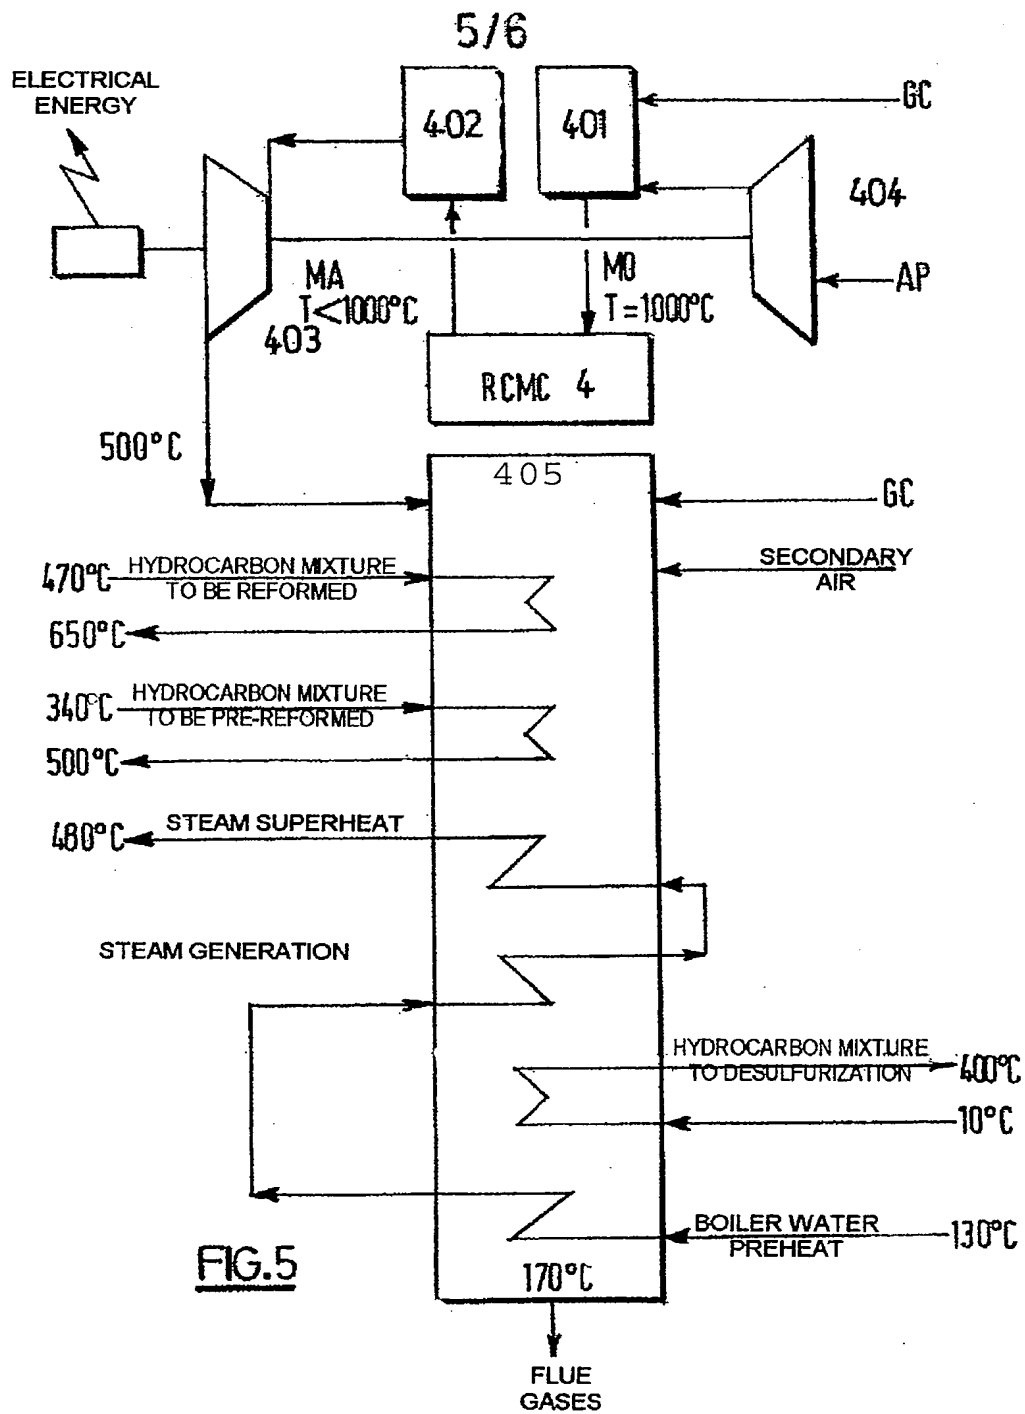 5/6
ELECTRICAL
ENERGY
402
401
GC
404
MA
T<1000°C
403
MO
T=1000°C
AP
RCMC 4
500°C
405
GC
470°C
HYDROCARBON MIXTURE
TO BE REFORMED
SECONDARY
AIR
650°C
340°C
HYDROCARBON MIXTURE
TO BE PRE-REFORMED
500°C
480°C
STEAM SUPERHEAT
STEAM GENERATION
HYDROCARBON MIXTURE
TO DESULFURIZATION
400°C
10°C
BOILER WATER
PREHEAT
130°C
FIG.5
170°C
FLUE
GASES